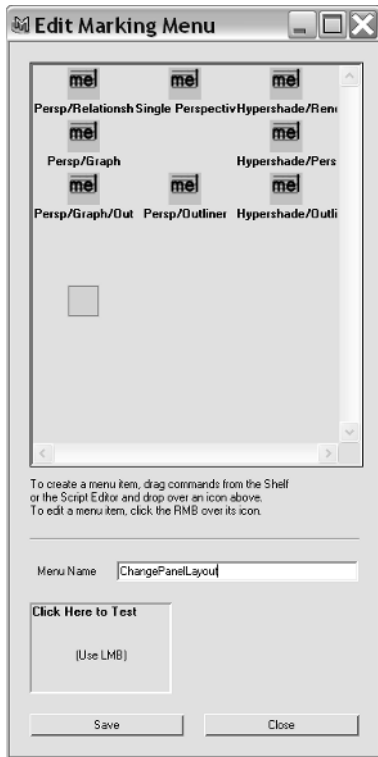 Edit Marking Menu
mel mel mel
Persp/Relationsh Single Perspectiv Hypershade/Ren
mel mel
Persp/Graph Hypershade/Pers
mel mel mel
Persp/Graph/Out Persp/Outliner Hypershade/Outli
To create a menu item, drag commands from the Shelf
or the Script Editor and drop over an icon above.
To edit a menu item, click the RMB over its icon.
Menu Name ChangePanelLayout
Click Here to Test
(Use LMB)
Save Close